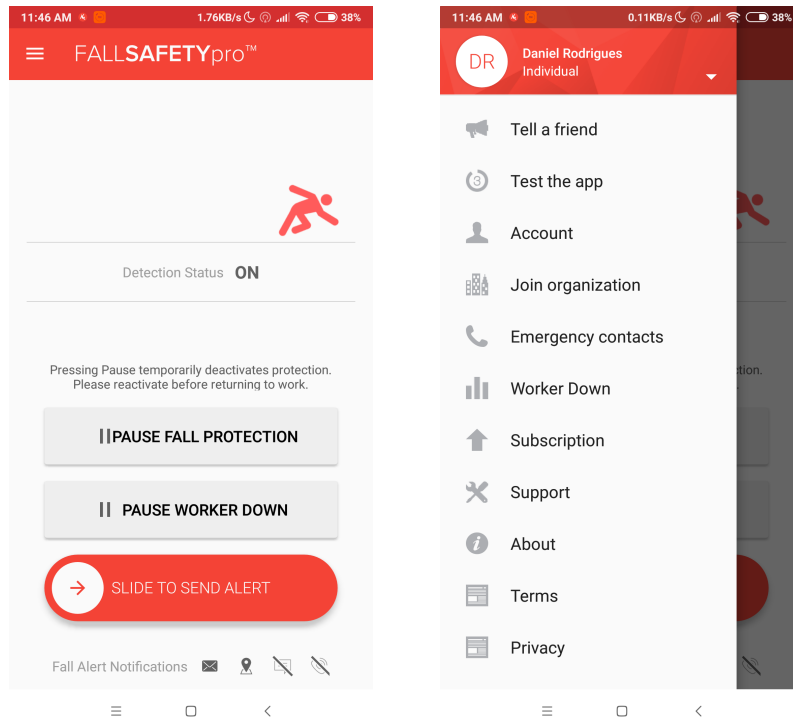 11:46 AM 1.76KB/s 38%
FALLSAFETYpro™
Detection Status ON
Pressing Pause temporarily deactivates protection.
Please reactivate before returning to work.
PAUSE FALL PROTECTION
PAUSE WORKER DOWN
SLIDE TO SEND ALERT
Fall Alert Notifications
11:46 AM 0.11KB/s 38%
DR
Daniel Rodrigues
Individual
Tell a friend
3
Test the app
Account
Join organization
Emergency contacts
Worker Down
Subscription
Support
About
Terms
Privacy
tion.